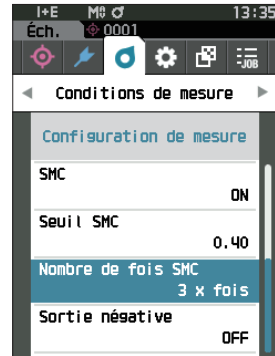 I+E M0 13:35
Éch. 0001
JOB
Conditions de mesure
Configuration de mesure
SMC
ON
Seuil SMC
0.40
Nombre de fois SMC
3 x fois
Sortie négative
OFF